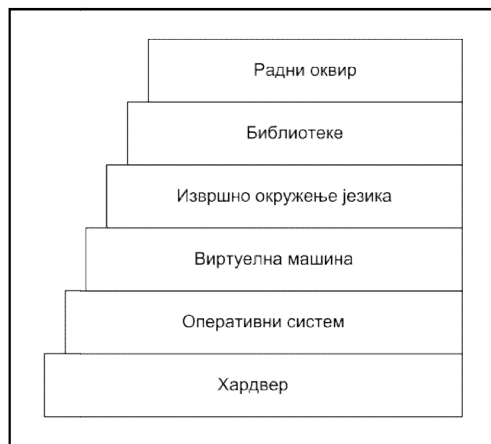 Радни оквир
Библиотеке
Извршно окружење језика
Виртуелна машина
Оперативни систем
Хардвер